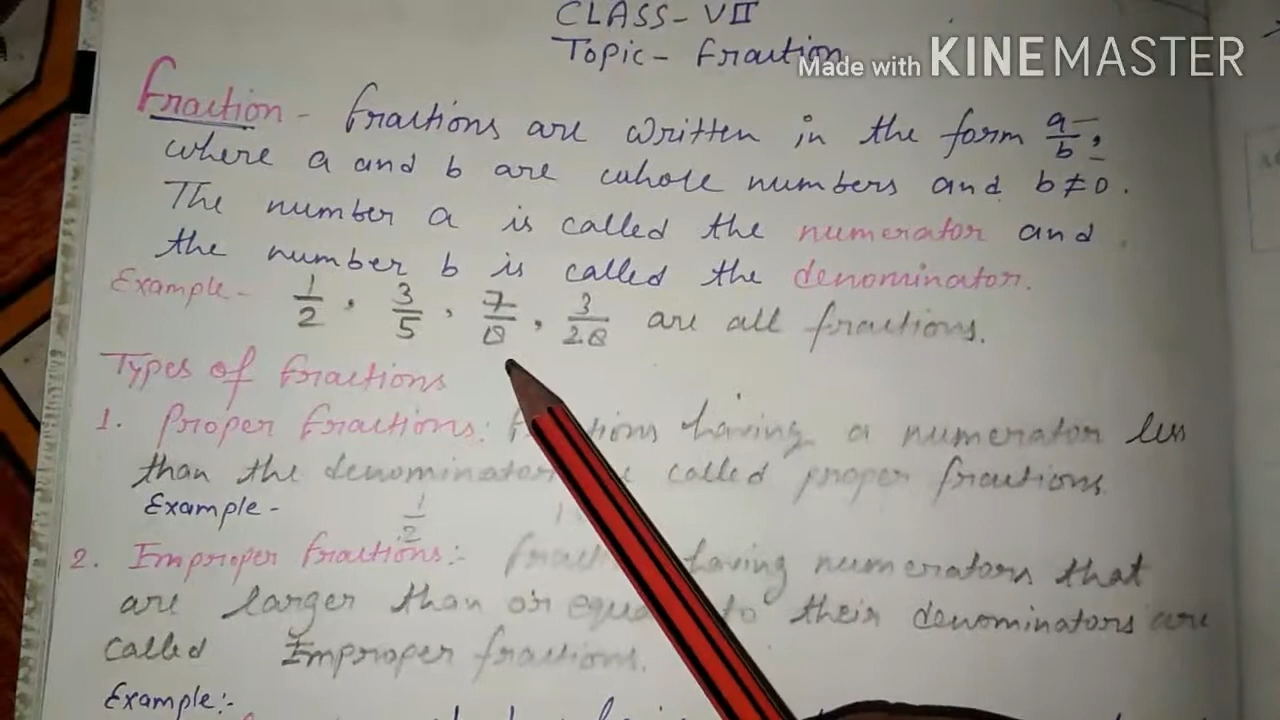 CLASS-VII
Topic- Fraction
Made with KINEMASTER
Fraction - Fractions are written in the form a/b,
where a and b are whole numbers and b≠0.
The number a is called the numerator and
the number b is called the denominator.
Example- 1/2, 3/5, 7/8, 3/28 are all fractions.
Types of fractions
1. Proper fractions: having a numerator less
than the denominator called proper fractions.
Example- 1/2 1
2. Improper fractions:- having numerators that
are larger than or to their denominators are
called Improper fractions.
Example:-